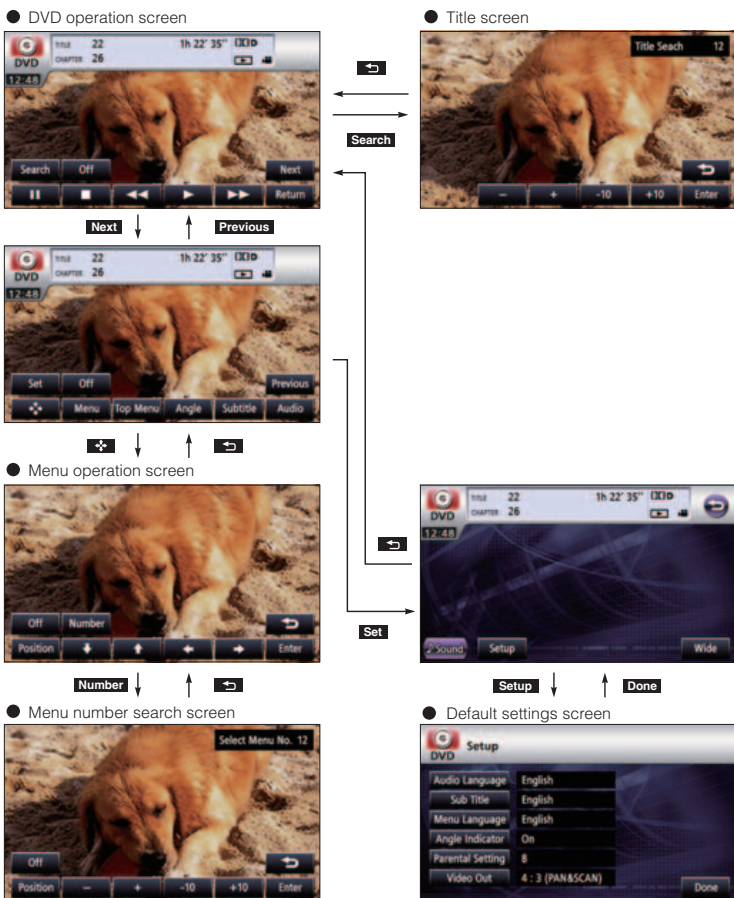 DVD operation screen
DVD
TITLE 22 1h 22' 35"
CHAPTER 26
12:48
Search Off Next
Return
Title screen
Title Seach 12
- + -10 +10 Enter
Search
Next Previous
DVD
TITLE 22 1h 22' 35"
CHAPTER 26
12:48
Set Off Previous
Menu Top Menu Angle Subtitle Audio
Menu operation screen
Off Number
Position Enter
Number
Menu number search screen
Select Menu No. 12
Off
Position - + -10 +10 Enter
Set
DVD
TITLE 22 1h 22' 35"
CHAPTER 26
12:48
Sound Setup Wide
Setup Done
Default settings screen
DVD Setup
Audio Language English
Sub Title English
Menu Language English
Angle Indicator On
Parental Setting 8
Video Out 4 : 3 (PAN&SCAN)
Done